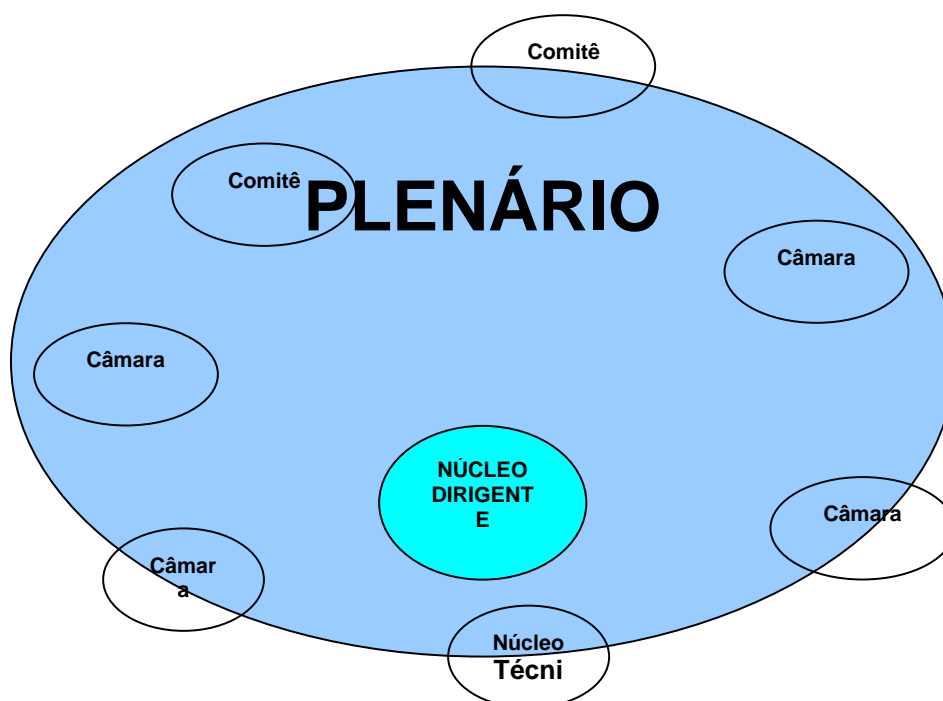 Comitê
Comitê
PLENÁRIO
Câmara
Câmara
NÚCLEO
DIRIGENT
E
Câmara
Câmar
a
Núcleo
Técni